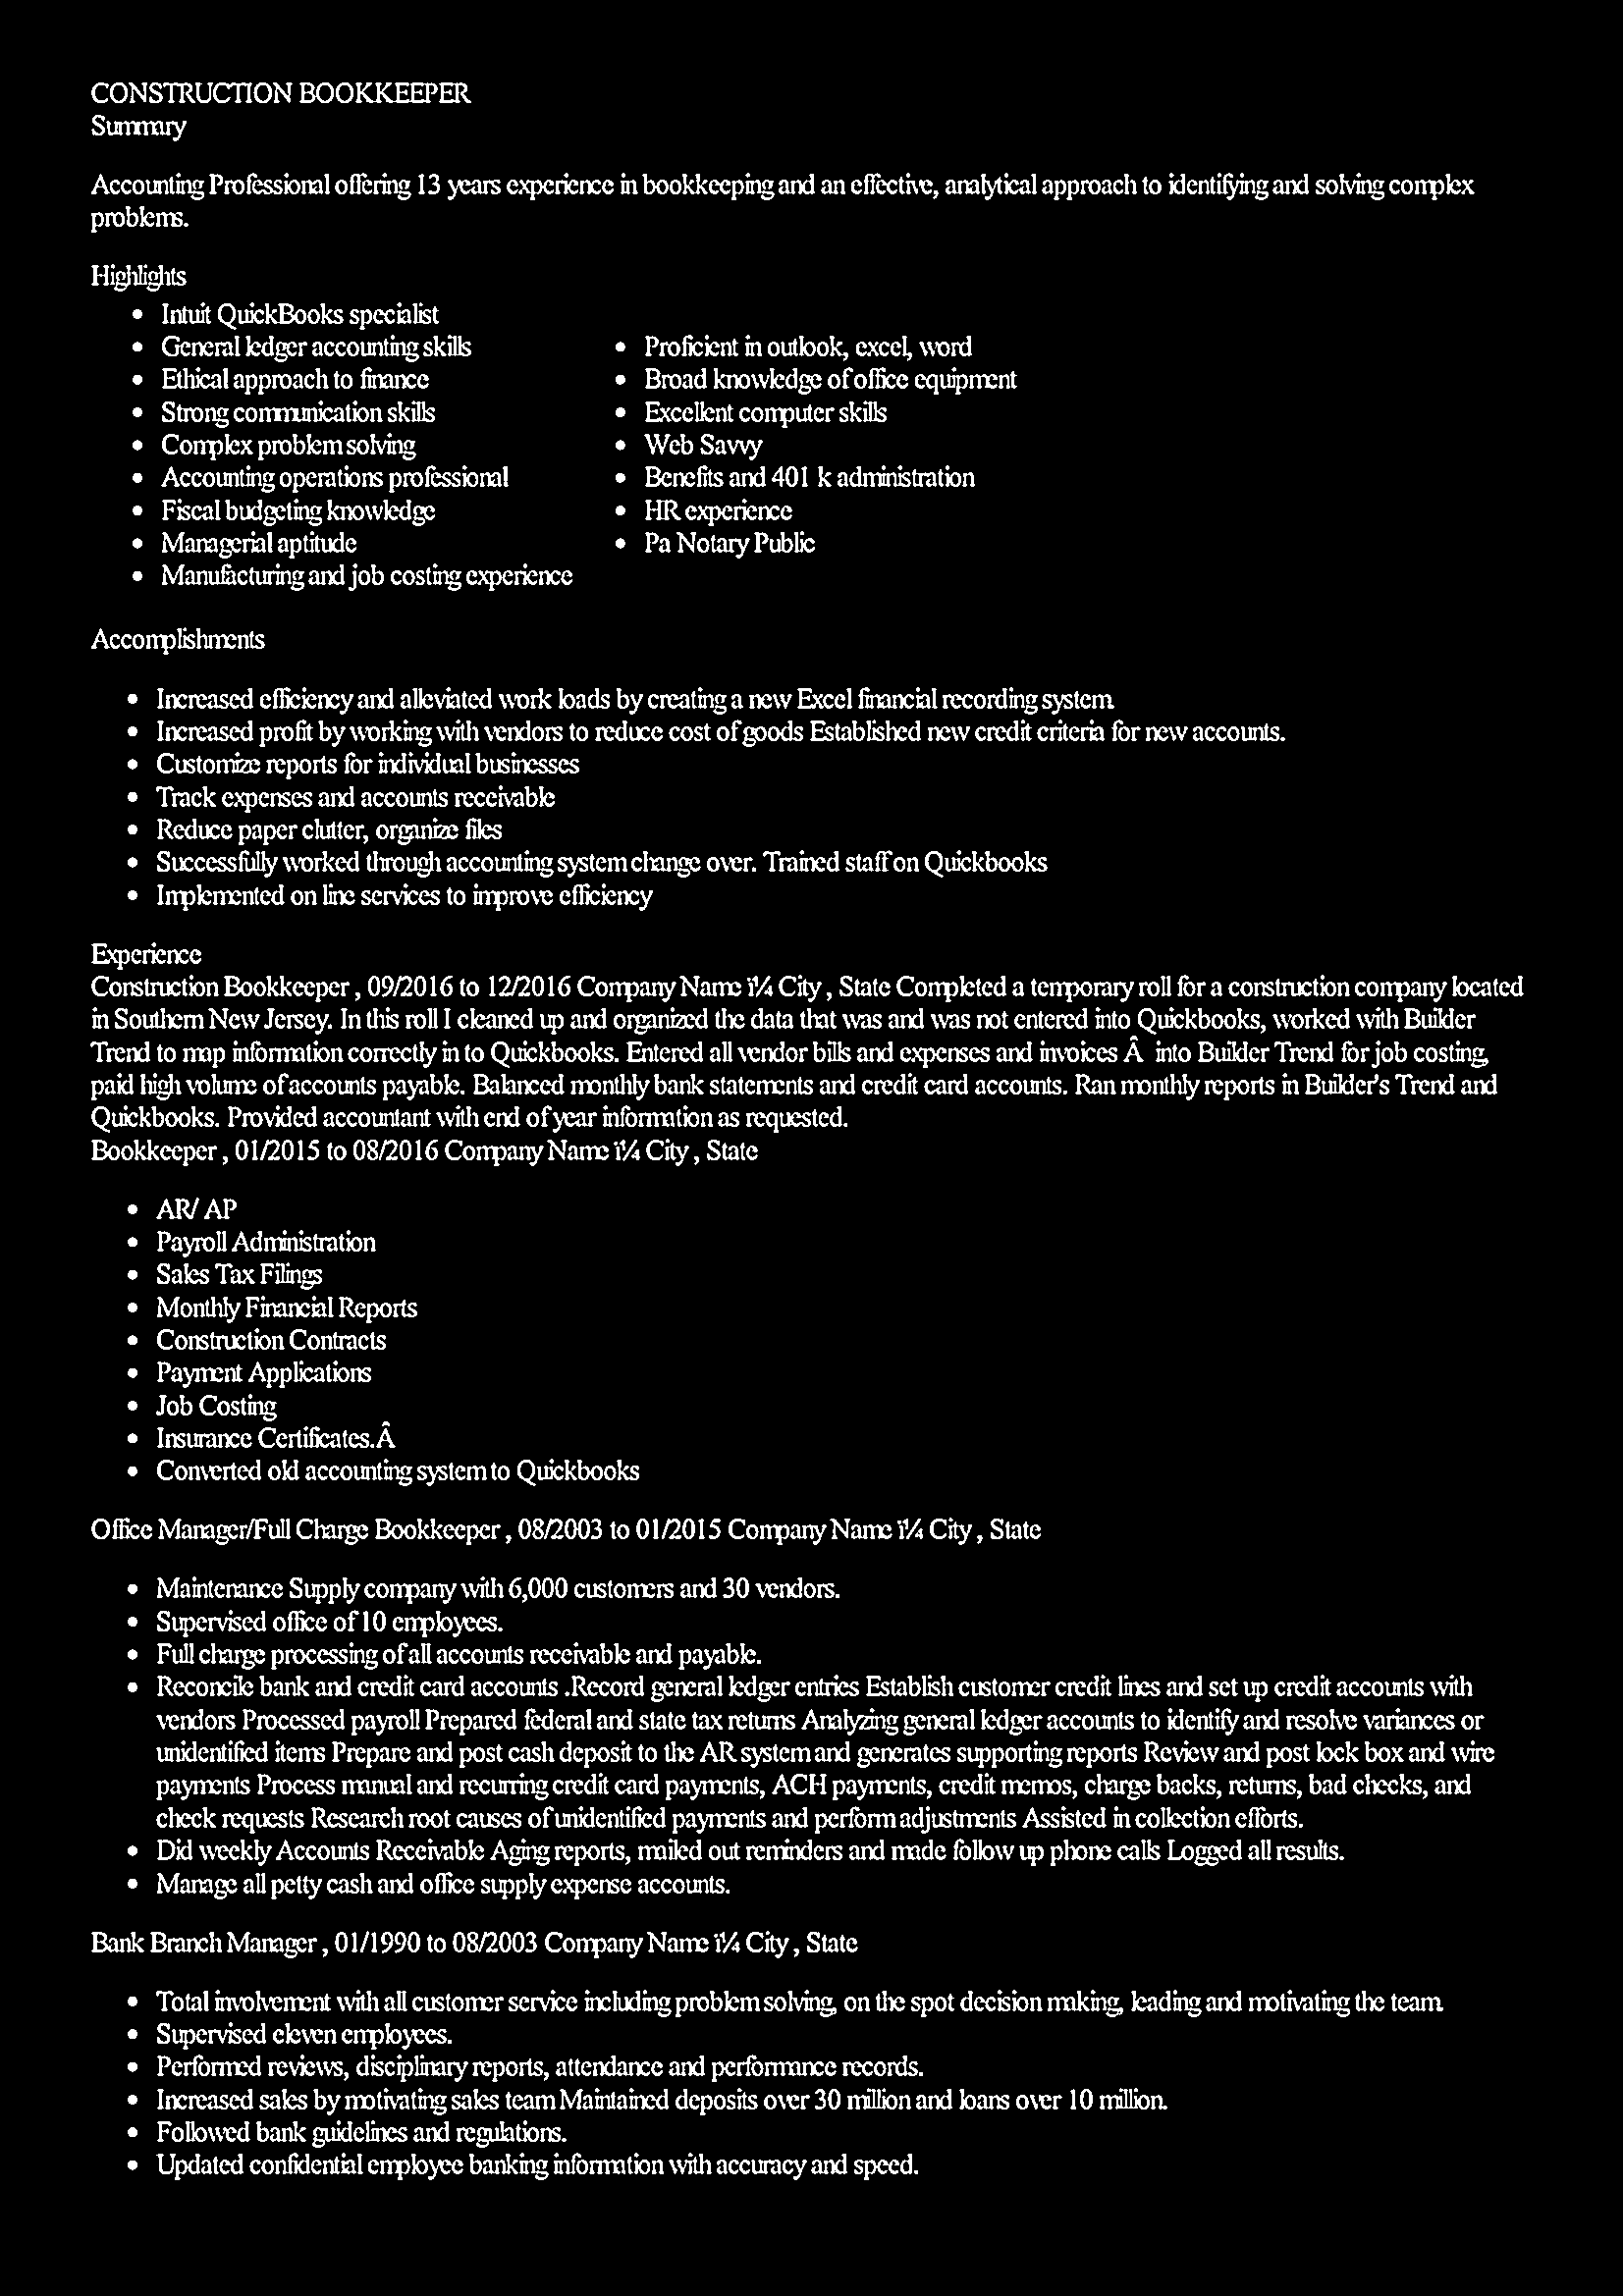 CONSTRUCTION BOOKKEEPER
Summary
Accounting Professional offering 13 years experience in bookkeeping and an effective, analytical approach to identifying and solving complex
problems.
Highlights
• Intuit QuickBooks specialist
• General ledger accounting skills
• Ethical approach to finance
• Strong communication skills
• Complex problem solving
• Accounting operations professional
• Fiscal budgeting knowledge
• Managerial aptitude
• Manufacturing and job costing experience
• Proficient in outlook, excel, word
• Broad knowledge of office equipment
• Excellent computer skills
• Web Savvy
• Benefits and 401 k administration
• HR experience
• Pa Notary Public
Accomplishments
• Increased efficiency and alleviated work loads by creating a new Excel financial recording system.
• Increased profit by working with vendors to reduce cost of goods Established new credit criteria for new accounts.
• Customize reports for individual businesses
• Track expenses and accounts receivable
• Reduce paper clutter, organize files
• Successfully worked through accounting system change over. Trained staff on Quickbooks
• Implemented on line services to improve efficiency
Experience
Construction Bookkeeper , 09/2016 to 12/2016 Company Name ï¼ City , State Completed a temporary roll for a construction company located
in Southern New Jersey. In this roll I cleaned up and organized the data that was and was not entered into Quickbooks, worked with Builder
Trend to map information correctly in to Quickbooks. Entered all vendor bills and expenses and invoices Â  into Builder Trend for job costing,
paid high volume of accounts payable. Balanced monthly bank statements and credit card accounts. Ran monthly reports in Builder's Trend and
Quickbooks. Provided accountant with end of year information as requested.
Bookkeeper , 01/2015 to 08/2016 Company Name ï¼ City , State
• AR/ AP
• Payroll Administration
• Sales Tax Filings
• Monthly Financial Reports
• Construction Contracts
• Payment Applications
• Job Costing
• Insurance Certificates.Â
• Converted old accounting system to Quickbooks
Office Manager/Full Charge Bookkeeper , 08/2003 to 01/2015 Company Name ï¼ City , State
• Maintenance Supply company with 6,000 customers and 30 vendors.
• Supervised office of 10 employees.
• Full charge processing of all accounts receivable and payable.
• Reconcile bank and credit card accounts .Record general ledger entries Establish customer credit lines and set up credit accounts with
vendors Processed payroll Prepared federal and state tax returns Analyzing general ledger accounts to identify and resolve variances or
unidentified items Prepare and post cash deposit to the AR system and generates supporting reports Review and post lock box and wire
payments Process manual and recurring credit card payments, ACH payments, credit memos, charge backs, returns, bad checks, and
check requests Research root causes of unidentified payments and perform adjustments Assisted in collection efforts.
• Did weekly Accounts Receivable Aging reports, mailed out reminders and made follow up phone calls Logged all results.
• Manage all petty cash and office supply expense accounts.
Bank Branch Manager , 01/1990 to 08/2003 Company Name ï¼ City , State
• Total involvement with all customer service including problem solving, on the spot decision making, leading and motivating the team.
• Supervised eleven employees.
• Performed reviews, disciplinary reports, attendance and performance records.
• Increased sales by motivating sales team Maintained deposits over 30 million and loans over 10 million.
• Followed bank guidelines and regulations.
• Updated confidential employee banking information with accuracy and speed.